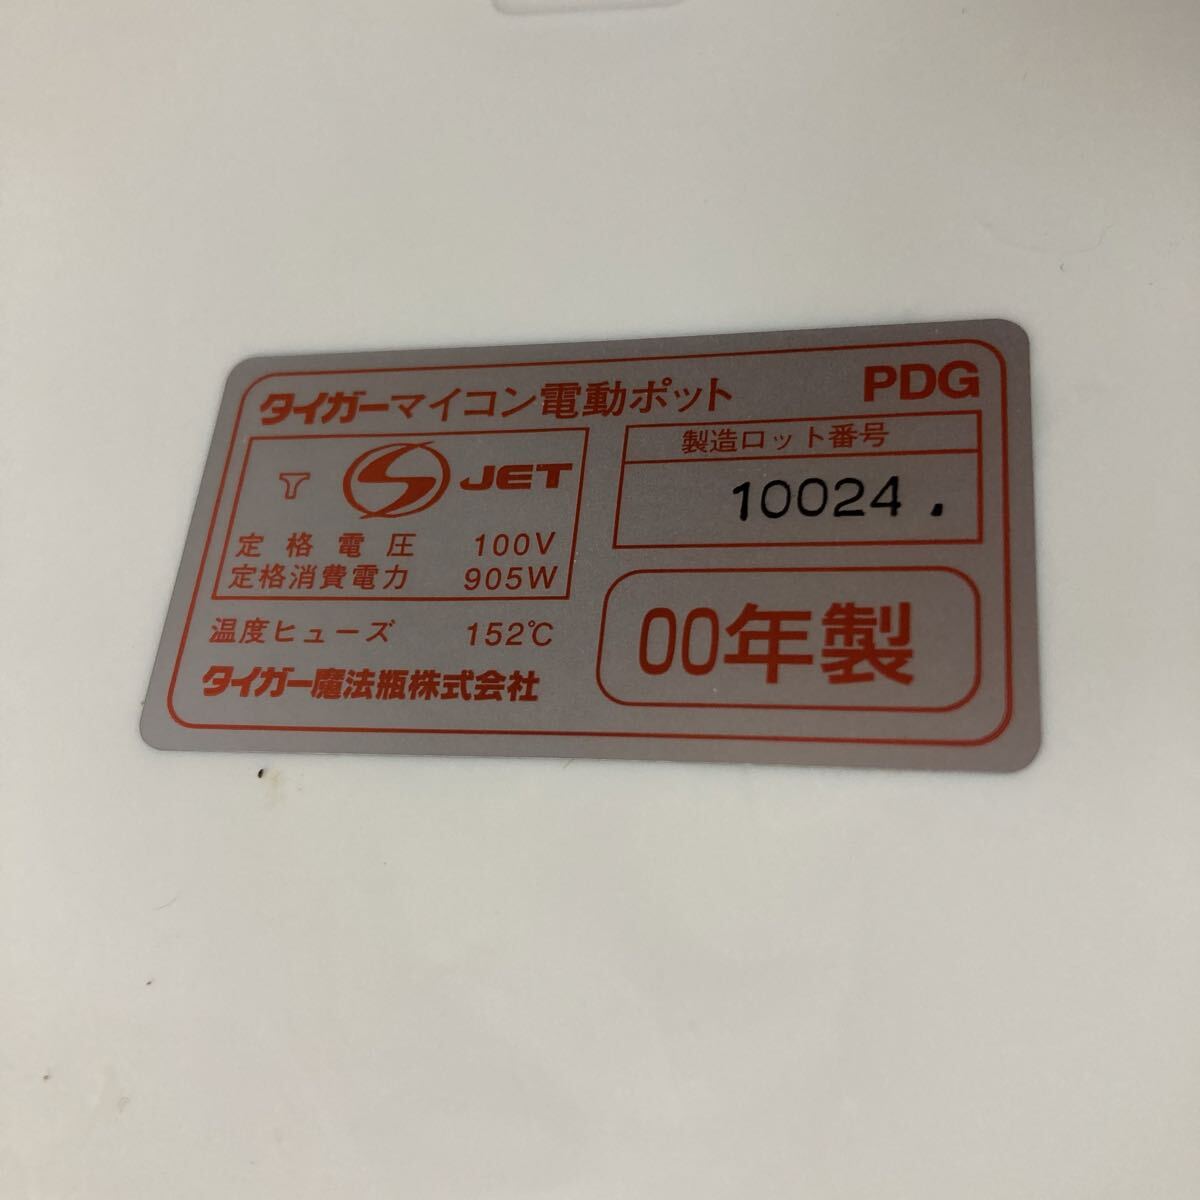 タイガーマイコン電動ポット PDG
T S JET
定格電圧 100V
定格消費電力 905W
温度ヒューズ 152℃
タイガー魔法瓶株式会社
製造ロット番号
10024.
00年製